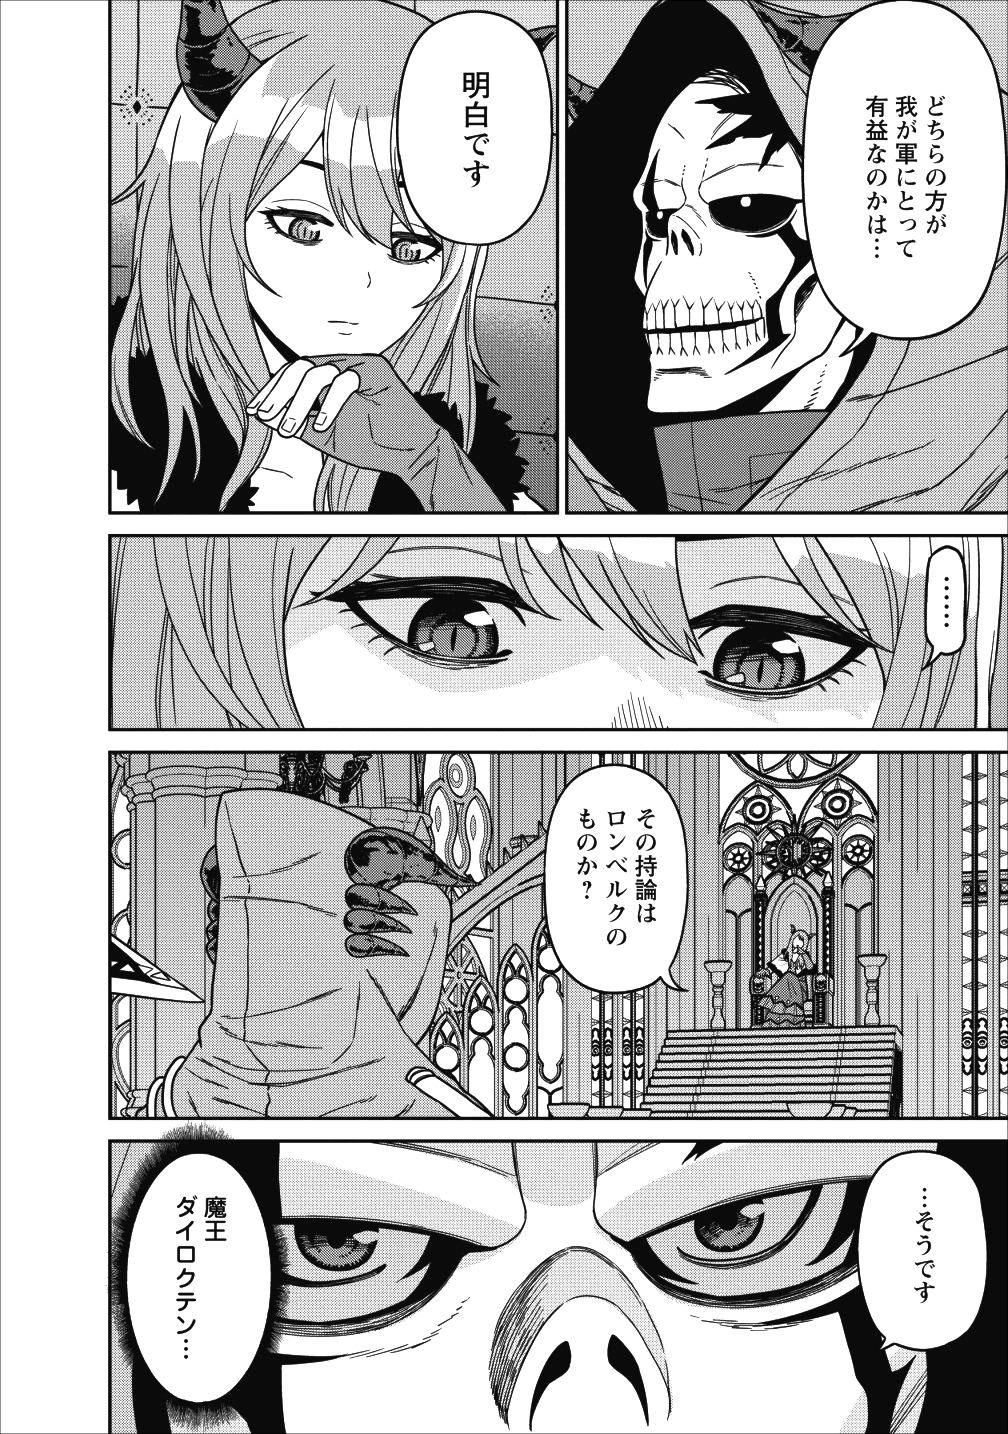 どちらの方が
我が軍にとって
有益なのかは…
明白です
……
その持論は
ロンベルクの
ものか？
…そうです
魔王
ダイロクテン…